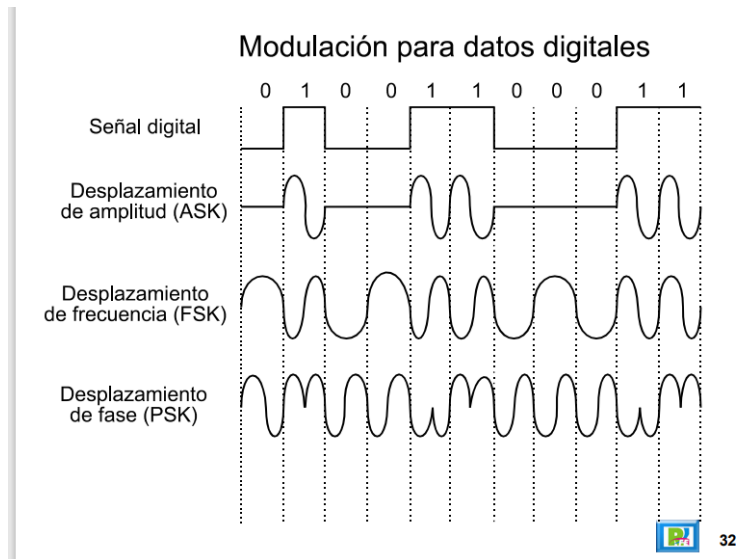 Modulación para datos digitales
0 1 0 0 1 1 0 0 0 1 1
Señal digital
Desplazamiento
de amplitud (ASK)
Desplazamiento
de frecuencia (FSK)
Desplazamiento
de fase (PSK)
32